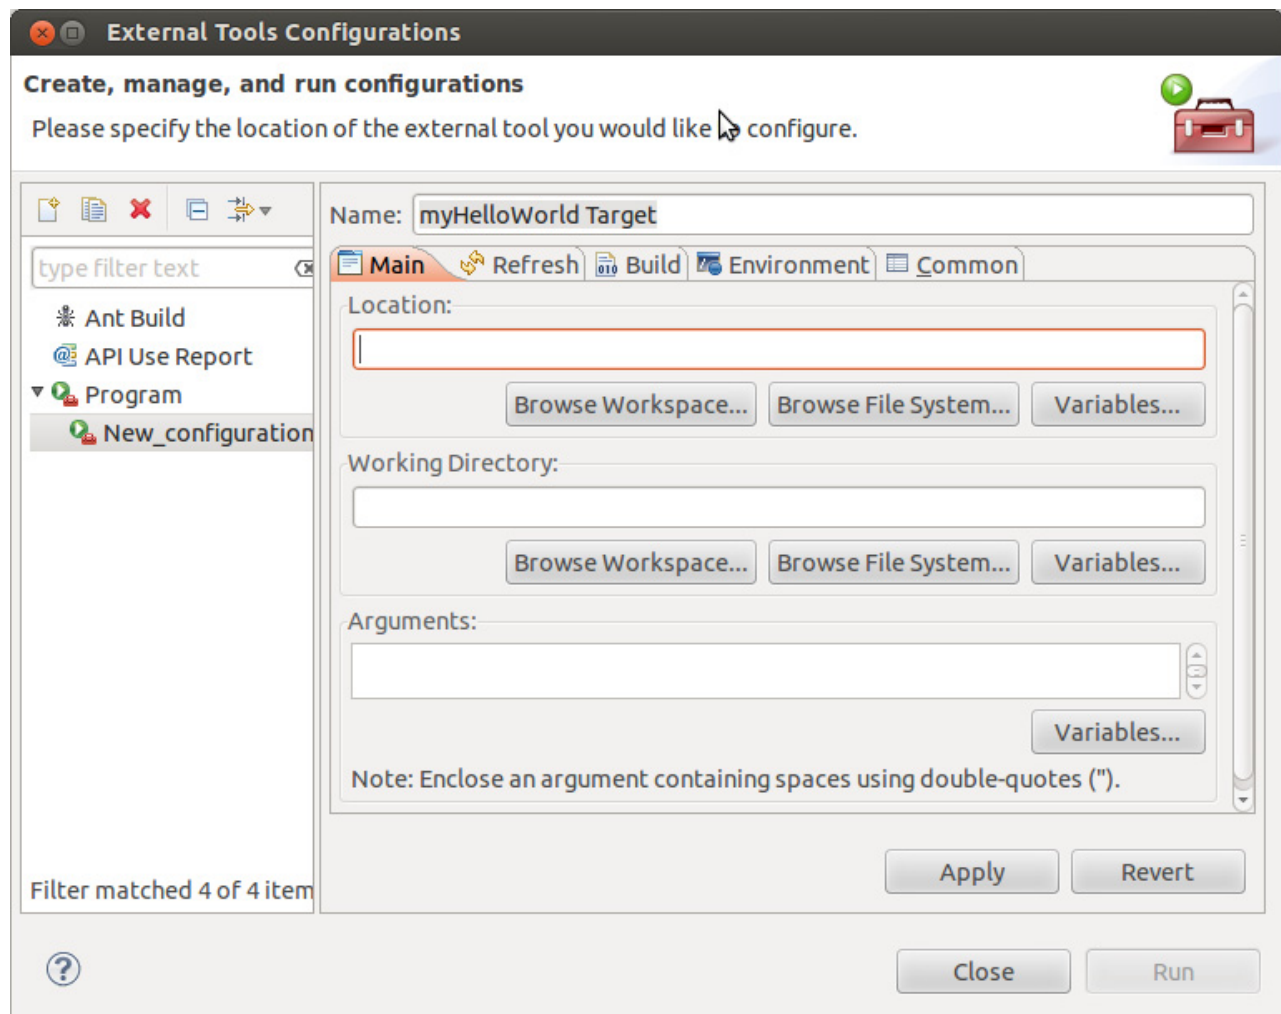 External Tools Configurations
Create, manage, and run configurations
Please specify the location of the external tool you would like configure.
type filter text
Ant Build
API Use Report
Program
New_configuration
Filter matched 4 of 4 item
Name: myHelloWorld Target
Main Refresh Build Environment Common
Location:
Browse Workspace... Browse File System... Variables...
Working Directory:
Browse Workspace... Browse File System... Variables...
Arguments:
Variables...
Note: Enclose an argument containing spaces using double-quotes (").
Apply Revert
Close Run